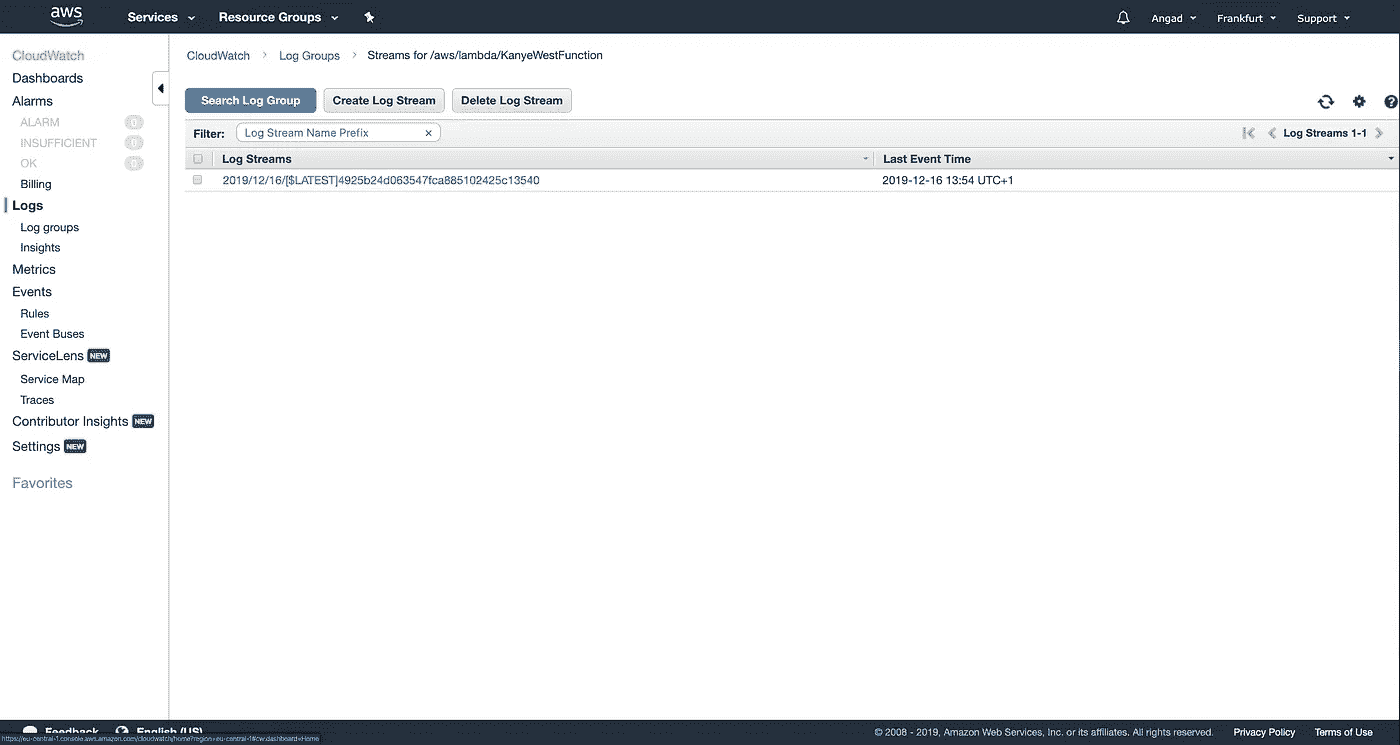 aws Services Resource Groups Angad Frankfurt Support
CloudWatch
Dashboards
Alarms
ALARM 0
INSUFFICIENT 0
OK 0
Billing
Logs
Log groups
Insights
Metrics
Events
Rules
Event Buses
ServiceLens NEW
Service Map
Traces
Contributor Insights NEW
Settings NEW
Favorites
CloudWatch > Log Groups > Streams for /aws/lambda/KanyeWestFunction
Search Log Group Create Log Stream Delete Log Stream
Filter: Log Stream Name Prefix × Log Streams 1-1
Log Streams Last Event Time
2019/12/16/[$LATEST]4925b24d063547fca885102425c13540 2019-12-16 13:54 UTC+1
Feedback English (US) © 2008 - 2019, Amazon Web Services, Inc. or its affiliates. All rights reserved. Privacy Policy Terms of Use
https://eu-central-1.console.aws.amazon.com/cloudwatch/home?region=eu-central-1#cw:dashboard=Home